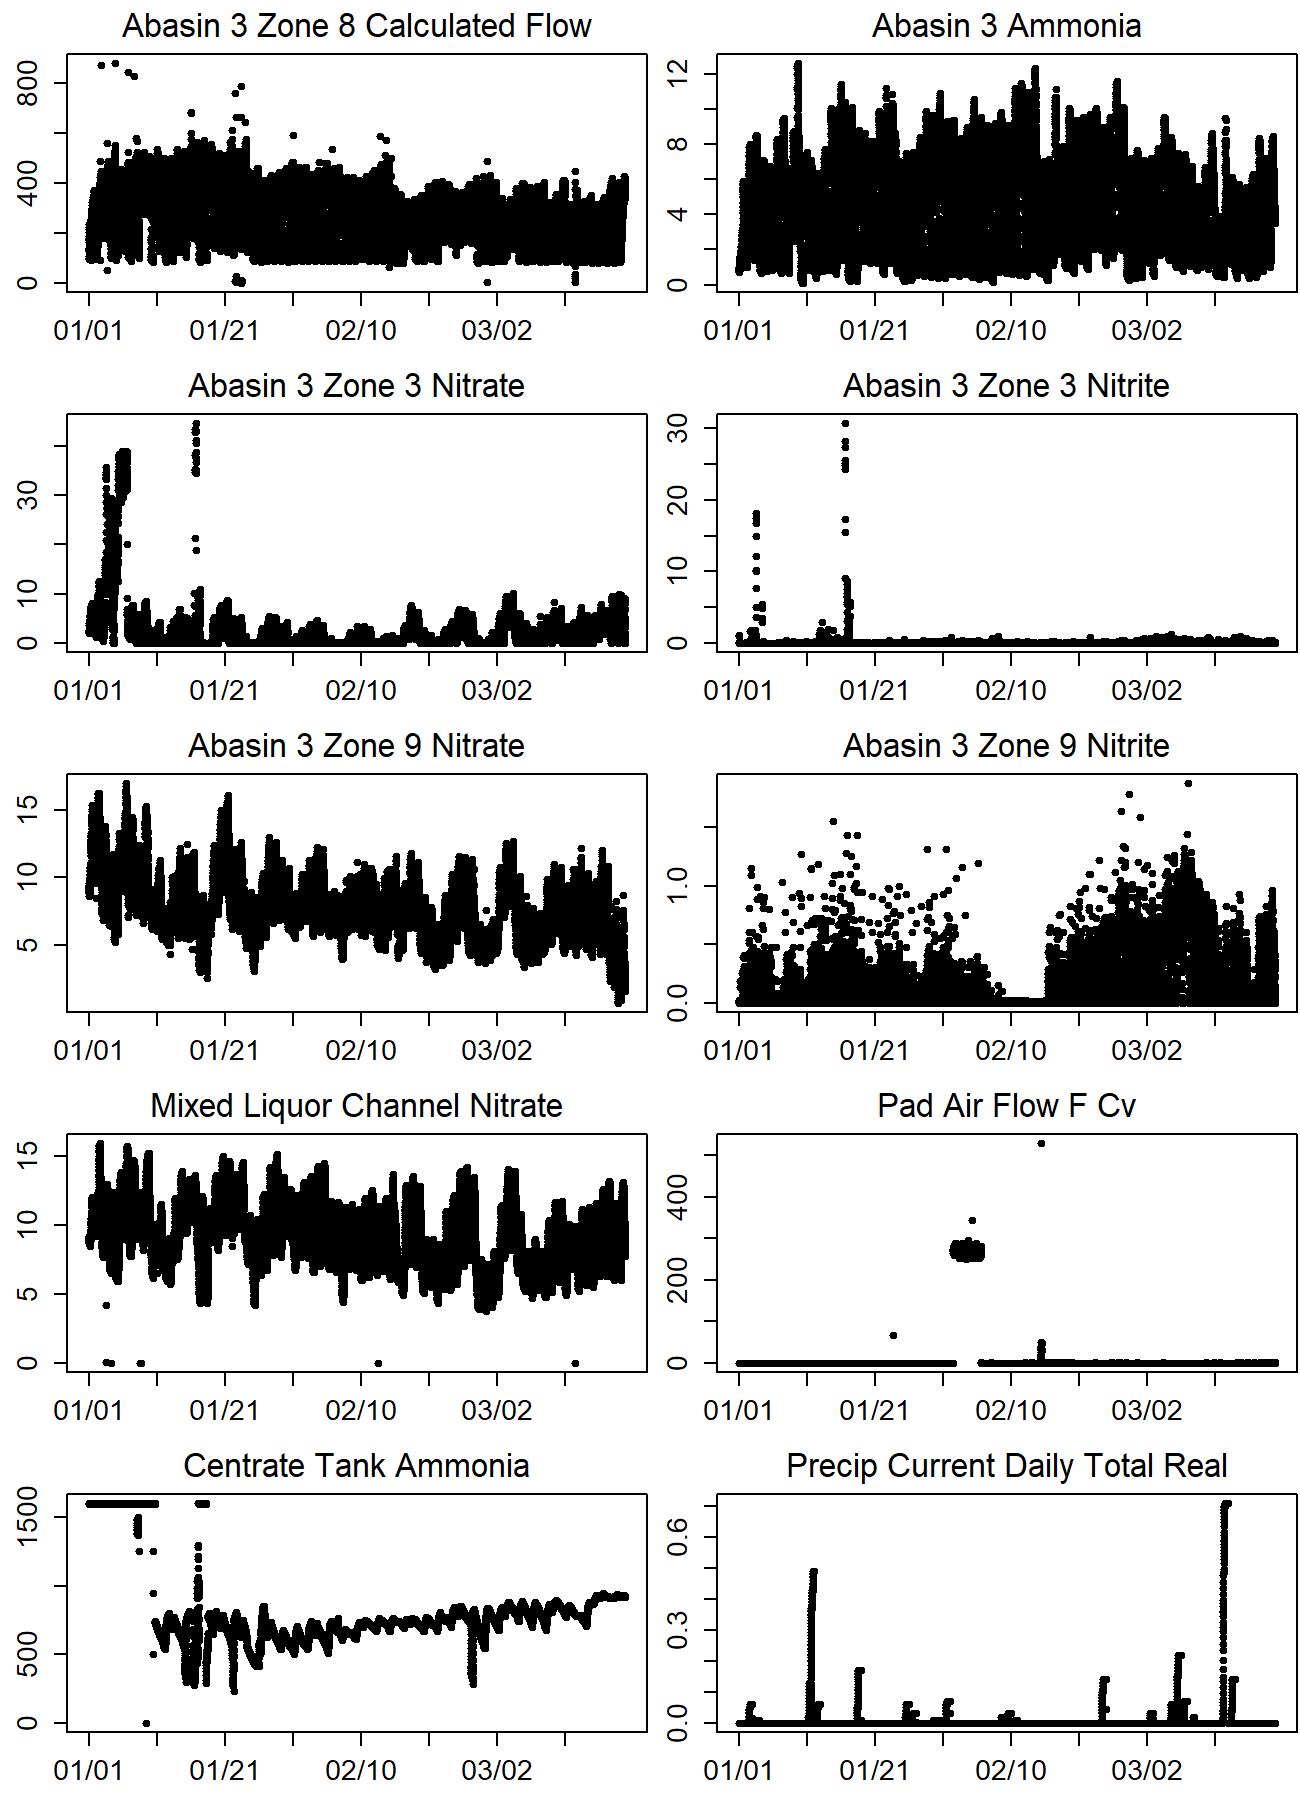 Abasin 3 Zone 8 Calculated Flow
800
400
0
01/01 01/21 02/10 03/02
Abasin 3 Ammonia
12
8
4
0
01/01 01/21 02/10 03/02
Abasin 3 Zone 3 Nitrate
30
10
0
01/01 01/21 02/10 03/02
Abasin 3 Zone 3 Nitrite
30
20
10
0
01/01 01/21 02/10 03/02
Abasin 3 Zone 9 Nitrate
15
10
5
01/01 01/21 02/10 03/02
Abasin 3 Zone 9 Nitrite
1.0
0.0
01/01 01/21 02/10 03/02
Mixed Liquor Channel Nitrate
15
10
5
0
01/01 01/21 02/10 03/02
Pad Air Flow F Cv
400
200
0
01/01 01/21 02/10 03/02
Centrate Tank Ammonia
1500
500
0
01/01 01/21 02/10 03/02
Precip Current Daily Total Real
0.6
0.3
0.0
01/01 01/21 02/10 03/02